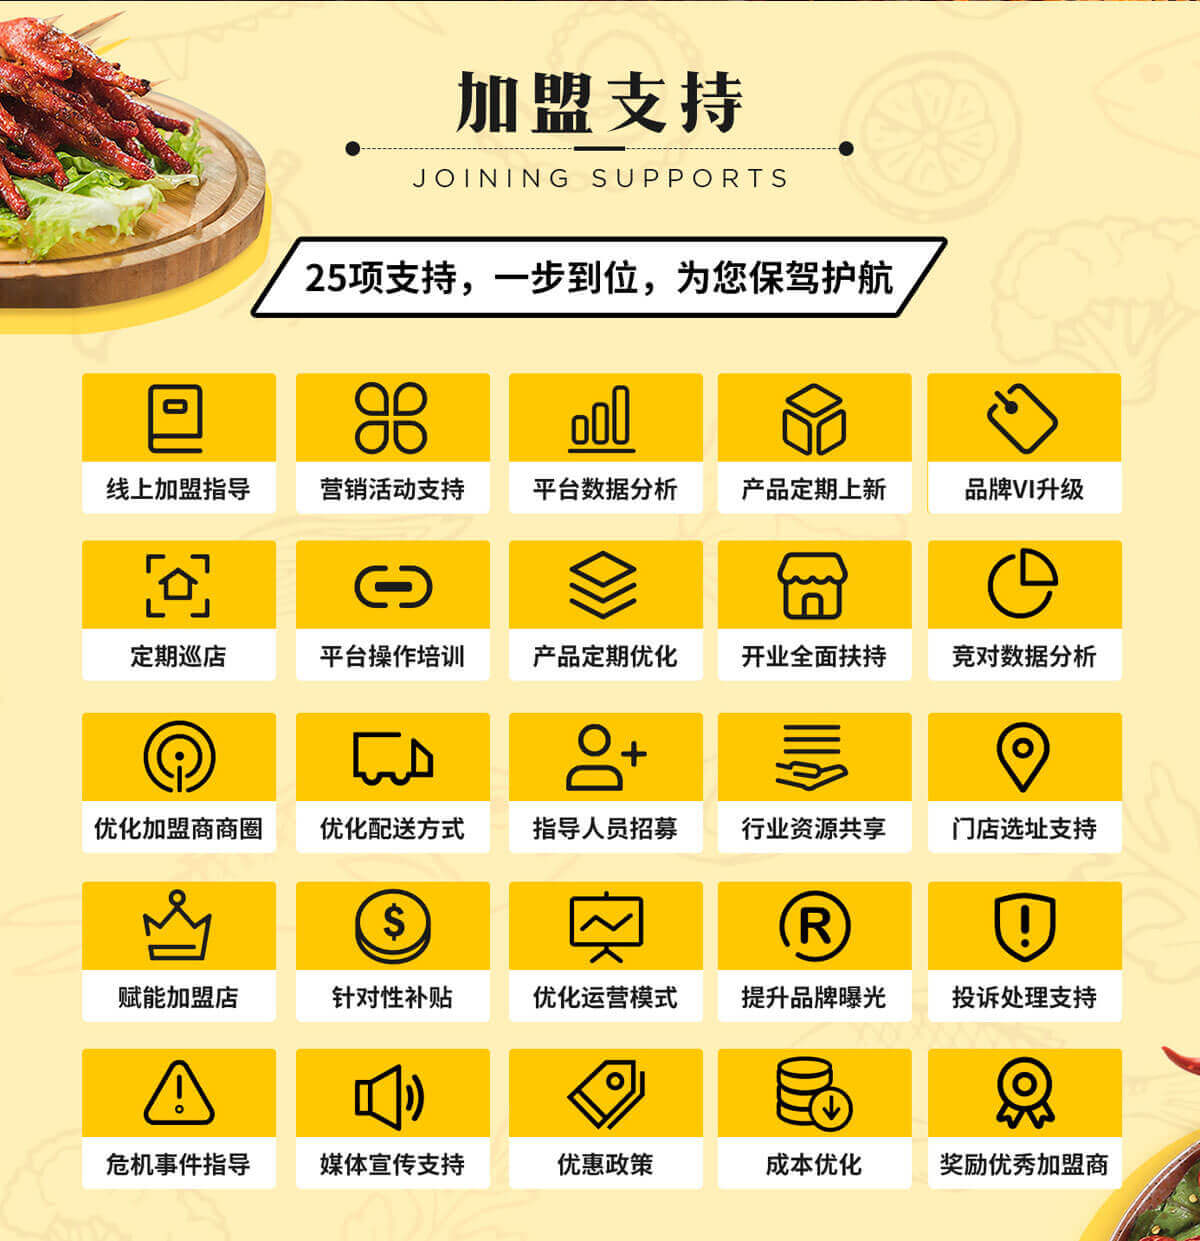 加盟支持
JOINING SUPPORTS
25项支持，一步到位，为您保驾护航
线上加盟指导
营销活动支持
平台数据分析
产品定期上新
品牌VI升级
定期巡店
平台操作培训
产品定期优化
开业全面扶持
竞对数据分析
优化加盟商商圈
优化配送方式
指导人员招募
行业资源共享
门店选址支持
$
R
赋能加盟店
针对性补贴
优化运营模式
提升品牌曝光
投诉处理支持
危机事件指导
媒体宣传支持
优惠政策
成本优化
奖励优秀加盟商